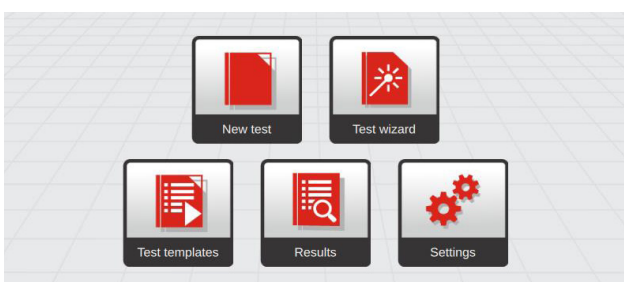 New test
Test wizard
Test templates
Results
Settings